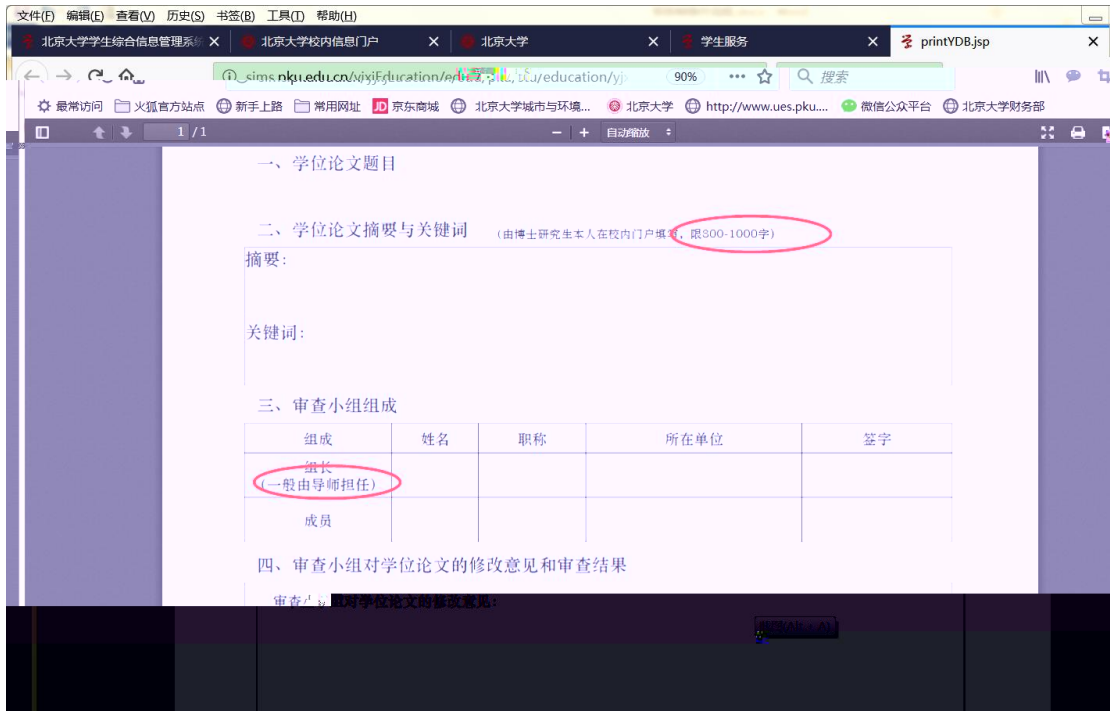 文件(F) 编辑(E) 查看(V) 历史(S) 书签(B) 工具(T) 帮助(H)
北京大学学生综合信息管理系统 北京大学校内信息门户 北京大学 学生服务 printYDB.jsp
90% 搜索
最常访问 火狐官方站点 新手上路 常用网址 JD 京东商城 北京大学城市与环境... 北京大学 http://www.ues.pku.... 微信公众平台 北京大学财务部
1 / 1 自动缩放
一、学位论文题目
二、学位论文摘要与关键词 (由博士研究生本人在校内门户填写，限800-1000字)
摘要:
关键词:
三、审查小组组成
组成 姓名 职称 所在单位 签字
组长
(一般由导师担任)
成员
四、审查小组对学位论文的修改意见和审查结果
审查小组对学位论文的修改意见: